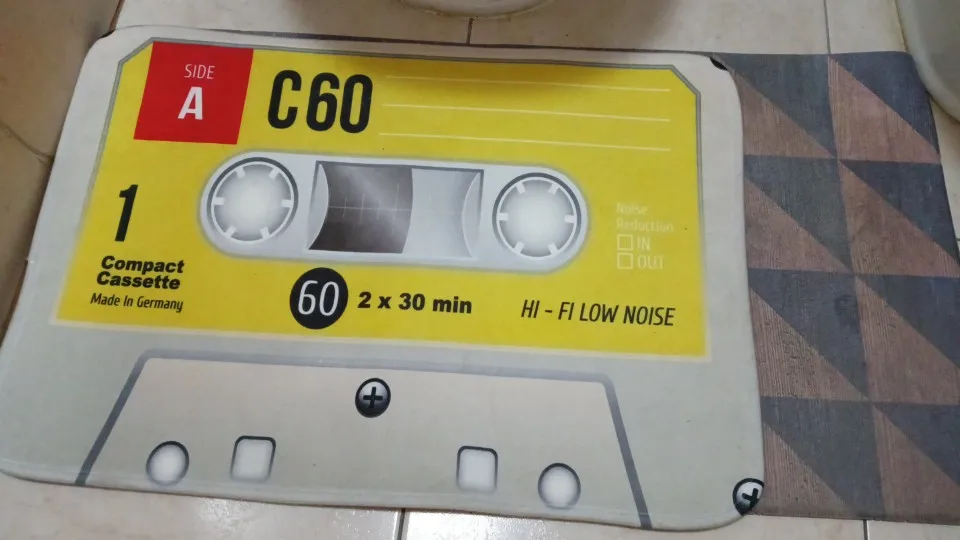 SIDE
A
C60
1
Compact
Cassette
Made In Germany
60 2 x 30 min
HI - FI LOW NOISE
Noise
Reduction
IN
OUT